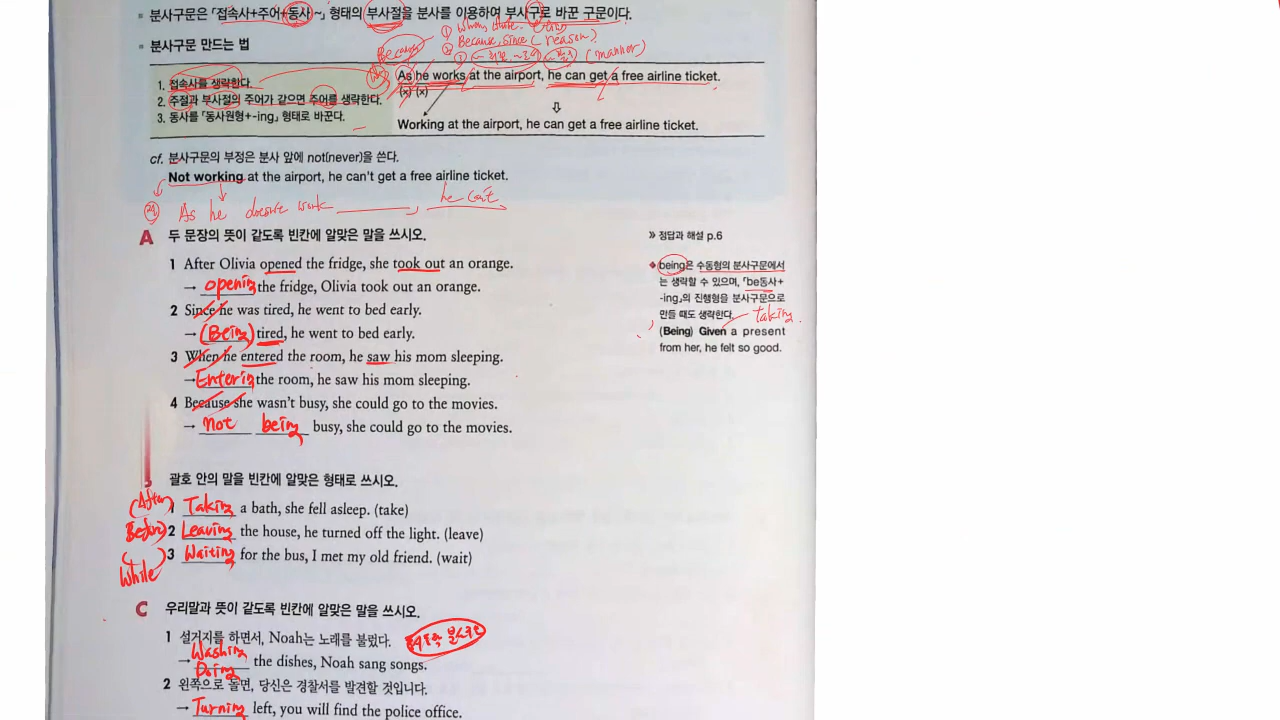 ▪ 분사구문은 「접속사+주어+동사 ~」 형태의 부사절을 분사를 이용하여 부사구로 바꾼 구문이다.
Because, Since (reason)
▪ 분사구문 만드는 법
Because
(manner)
1. 접속사를 생략한다.
2. 주절과 부사절의 주어가 같으면 주어를 생략한다.
3. 동사를 「동사원형+-ing」 형태로 바꾼다.
As he works at the airport, he can get a free airline ticket.
(x) (x)
⇩
Working at the airport, he can get a free airline ticket.
cf. 분사구문의 부정은 분사 앞에 not(never)을 쓴다.
Not working at the airport, he can't get a free airline ticket.
As he doesn't work ________, he can't
A 두 문장의 뜻이 같도록 빈칸에 알맞은 말을 쓰시오.
1 After Olivia opened the fridge, she took out an orange.
→ opening the fridge, Olivia took out an orange.
2 Since he was tired, he went to bed early.
→ (Being) tired, he went to bed early.
3 When he entered the room, he saw his mom sleeping.
→ Entering the room, he saw his mom sleeping.
4 Because she wasn't busy, she could go to the movies.
→ not being busy, she could go to the movies.
» 정답과 해설 p.6
◆ being은 수동형의 분사구문에서
는 생략할 수 있으며, 「be동사+
-ing」의 진행형을 분사구문으로
만들 때도 생략한다.
taking
(Being) Given a present
from her, he felt so good.
괄호 안의 말을 빈칸에 알맞은 형태로 쓰시오.
(After) 1 Taking a bath, she fell asleep. (take)
Before) 2 Leaving the house, he turned off the light. (leave)
( ) 3 Waiting for the bus, I met my old friend. (wait)
While
C 우리말과 뜻이 같도록 빈칸에 알맞은 말을 쓰시오.
1 설거지를 하면서, Noah는 노래를 불렀다.
Washing
→ Doing the dishes, Noah sang songs.
2 왼쪽으로 돌면, 당신은 경찰서를 발견할 것입니다.
→ Turning left, you will find the police office.